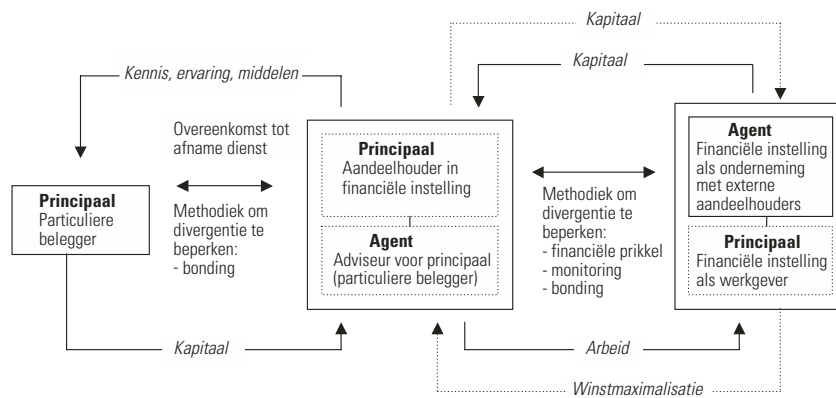 Kapitaal
Kennis, ervaring, middelen
Kapitaal
Overeenkomst tot
afname dienst
Principaal
Particuliere
belegger
Methodiek om
divergentie te
beperken:
- bonding
Principaal
Aandeelhouder in
financiële instelling
Agent
Adviseur voor principaal
(particuliere belegger)
Methodiek om
divergentie te
beperken:
- financiële prikkel
- monitoring
- bonding
Agent
Financiële instelling
als onderneming
met externe
aandeelhouders
Principaal
Financiële instelling
als werkgever
Kapitaal
Arbeid
Winstmaximalisatie